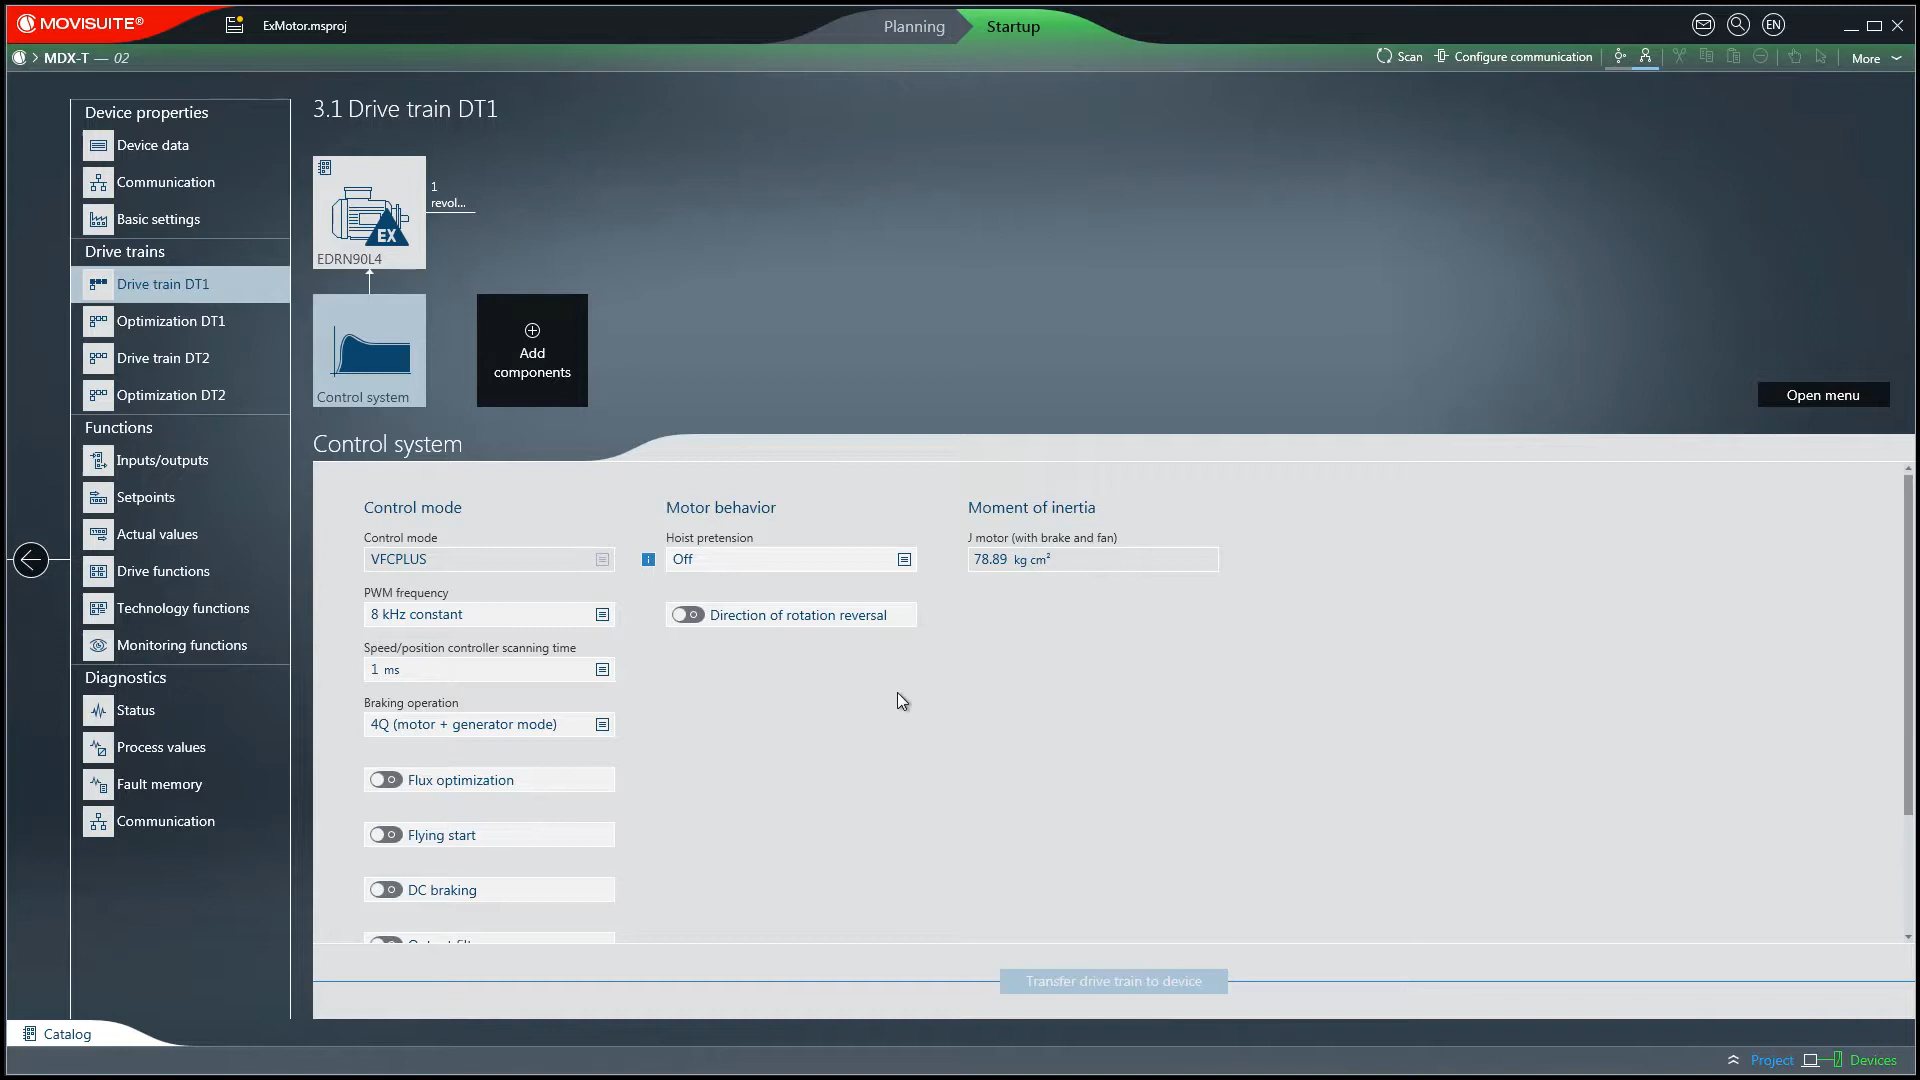 MOVISUITE®
ExMotor.msproj
Planning
Startup
EN
MDX-T — 02
Scan
Configure communication
More
Device properties
Device data
Communication
Basic settings
Drive trains
Drive train DT1
Optimization DT1
Drive train DT2
Optimization DT2
Functions
Inputs/outputs
Setpoints
Actual values
Drive functions
Technology functions
Monitoring functions
Diagnostics
Status
Process values
Fault memory
Communication
3.1 Drive train DT1
EX
EDRN90L4
1
revol...
Control system
Add
components
Open menu
Control system
Control mode
Control mode
VFCPLUS
PWM frequency
8 kHz constant
Speed/position controller scanning time
1 ms
Braking operation
4Q (motor + generator mode)
Flux optimization
Flying start
DC braking
Motor behavior
Hoist pretension
Off
Direction of rotation reversal
Moment of inertia
J motor (with brake and fan)
78.89 kg cm²
Transfer drive train to device
Catalog
Project
Devices